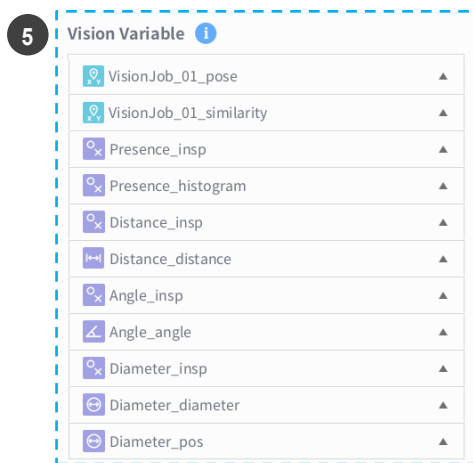 5
Vision Variable i
VisionJob_01_pose
VisionJob_01_similarity
Presence_insp
Presence_histogram
Distance_insp
Distance_distance
Angle_insp
Angle_angle
Diameter_insp
Diameter_diameter
Diameter_pos